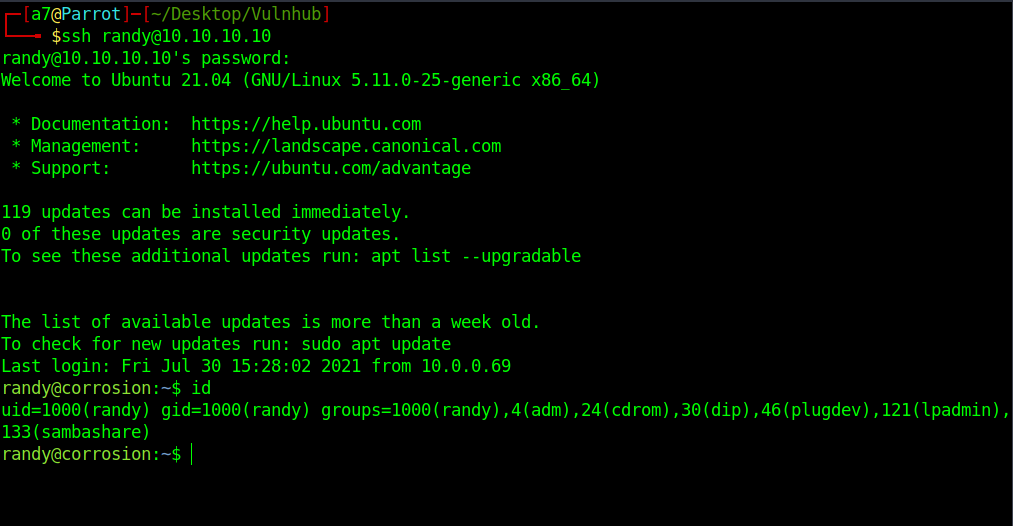 ┌─[a7@Parrot]─[~/Desktop/Vulnhub]
└──╼ $ssh randy@10.10.10.10
randy@10.10.10.10's password:
Welcome to Ubuntu 21.04 (GNU/Linux 5.11.0-25-generic x86_64)
* Documentation:  https://help.ubuntu.com
* Management:     https://landscape.canonical.com
* Support:        https://ubuntu.com/advantage
119 updates can be installed immediately.
0 of these updates are security updates.
To see these additional updates run: apt list --upgradable
The list of available updates is more than a week old.
To check for new updates run: sudo apt update
Last login: Fri Jul 30 15:28:02 2021 from 10.0.0.69
randy@corrosion:~$ id
uid=1000(randy) gid=1000(randy) groups=1000(randy),4(adm),24(cdrom),30(dip),46(plugdev),121(lpadmin),
133(sambashare)
randy@corrosion:~$